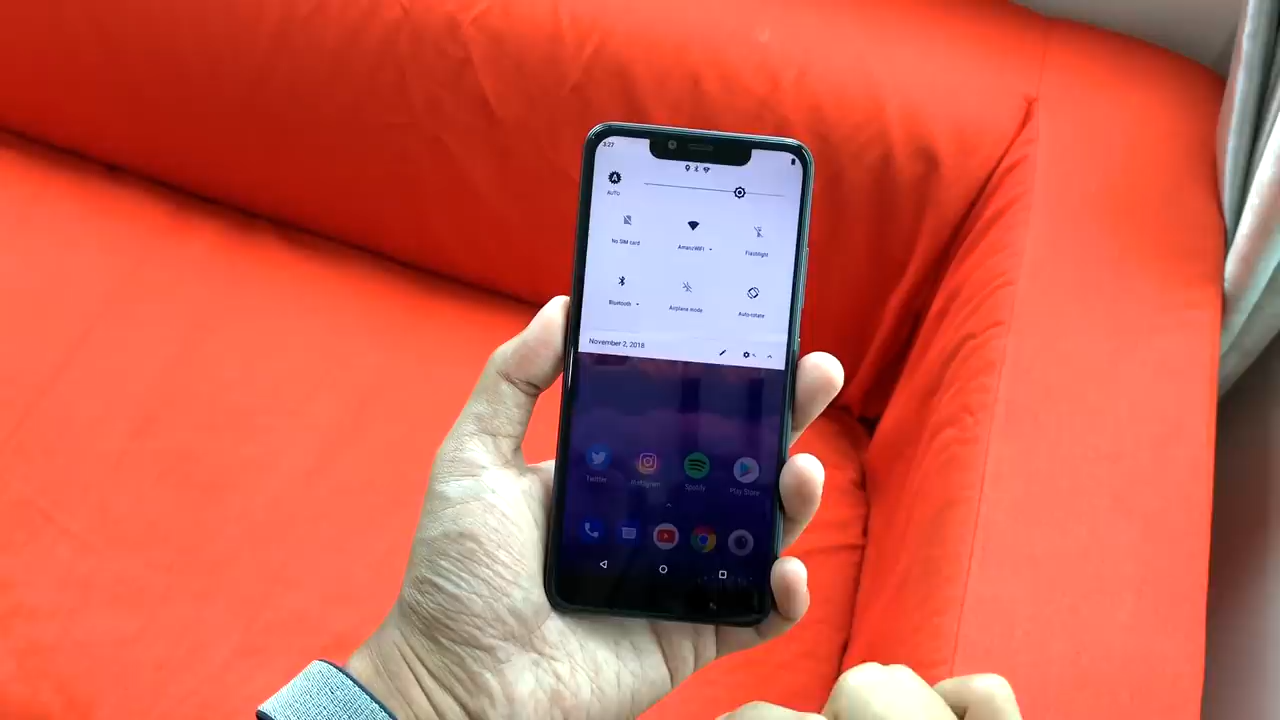 3:27
AUTO
No SIM card
Flashlight
Bluetooth
Airplane mode
Auto-rotate
November 2, 2018
Twitter
Instagram
Spotify
Play Store